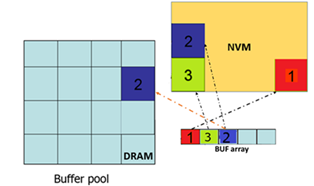 2
NVM
3
1
2
DRAM
1 3 2
BUF array
Buffer pool